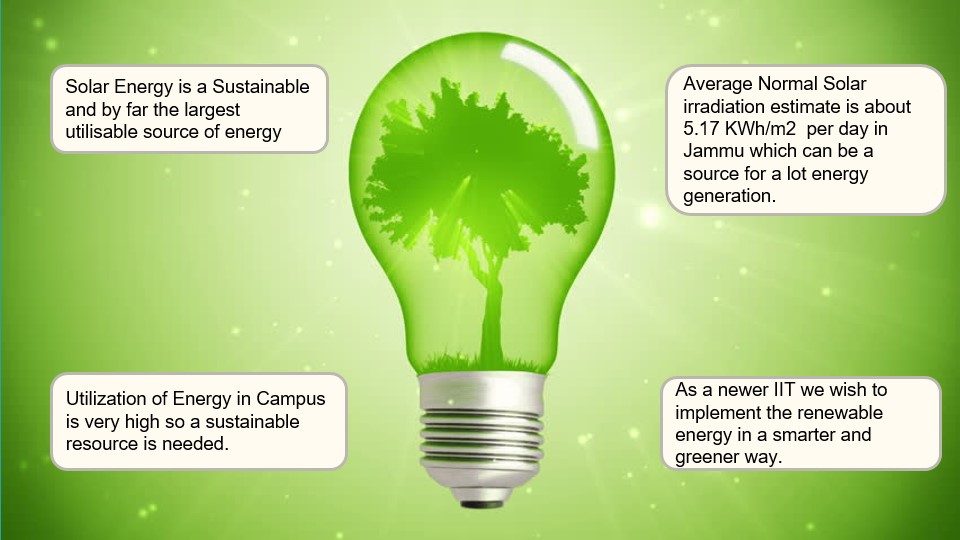 Solar Energy is a Sustainable
and by far the largest
utilisable source of energy
Average Normal Solar
irradiation estimate is about
5.17 KWh/m2  per day in
Jammu which can be a
source for a lot energy
generation.
Utilization of Energy in Campus
is very high so a sustainable
resource is needed.
As a newer IIT we wish to
implement the renewable
energy in a smarter and
greener way.